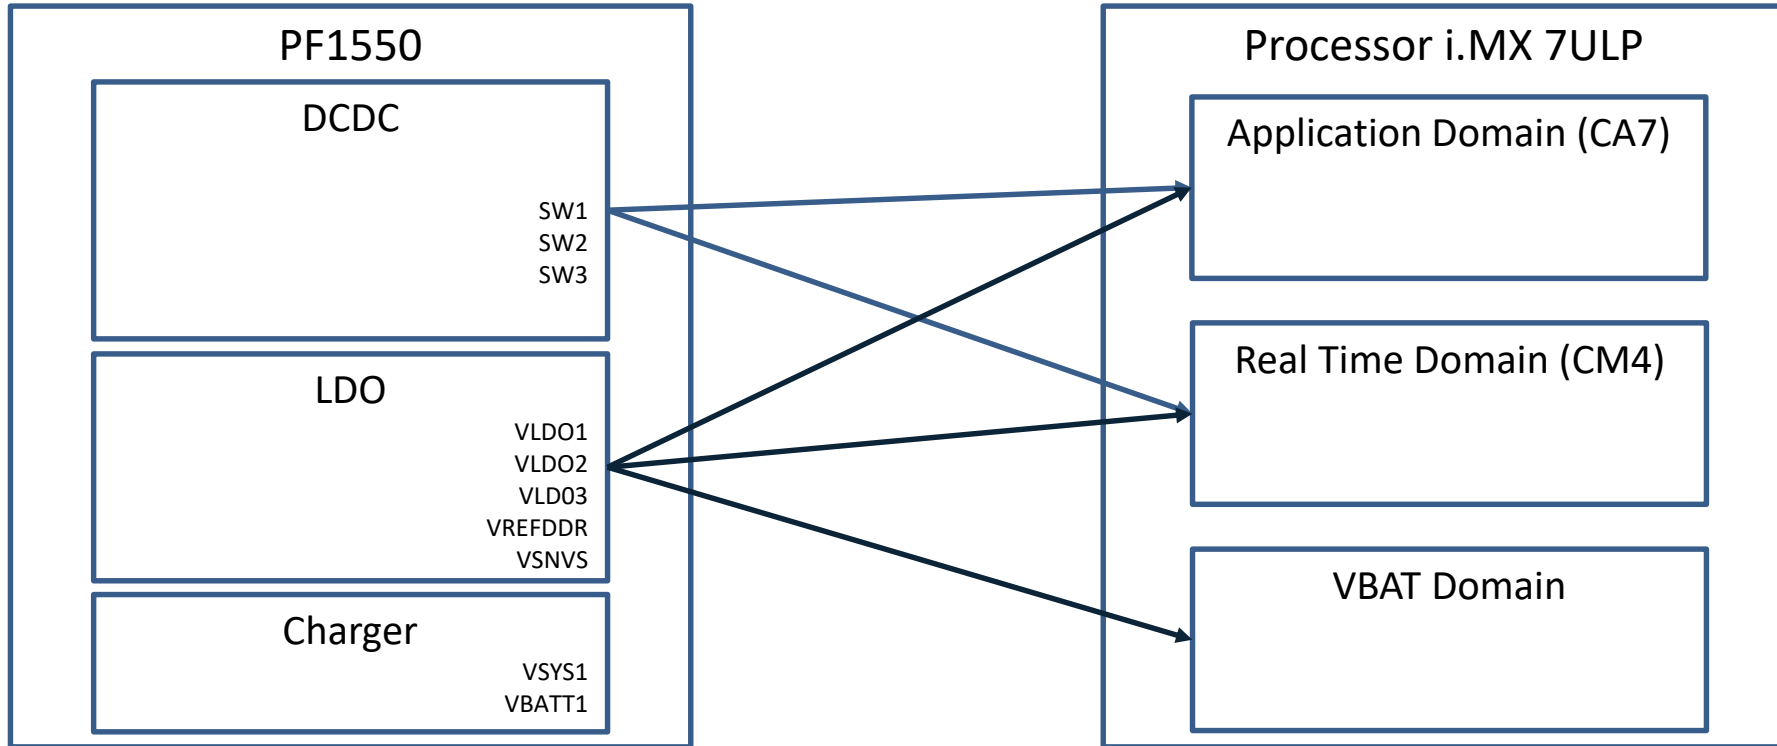 PF1550
DCDC
SW1
SW2
SW3
LDO
VLDO1
VLDO2
VLD03
VREFDDR
VSNVS
Charger
VSYS1
VBATT1
Processor i.MX 7ULP
Application Domain (CA7)
Real Time Domain (CM4)
VBAT Domain